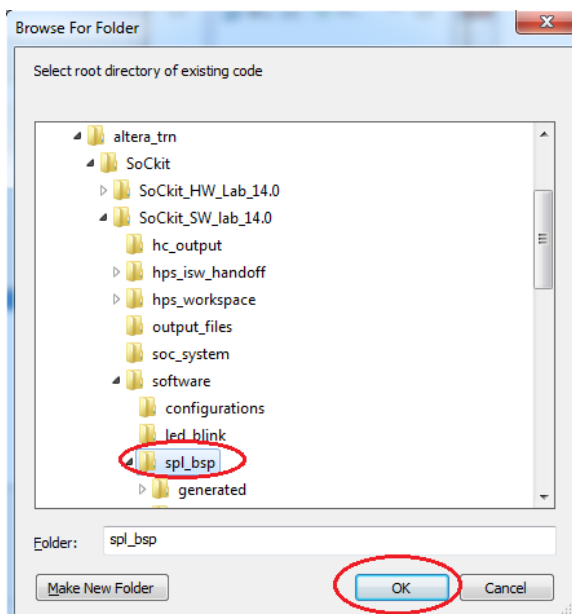 Browse For Folder
Select root directory of existing code
altera_trn
SoCkit
SoCkit_HW_Lab_14.0
SoCkit_SW_lab_14.0
hc_output
hps_isw_handoff
hps_workspace
output_files
soc_system
software
configurations
led_blink
spl_bsp
generated
Folder: spl_bsp
Make New Folder OK Cancel